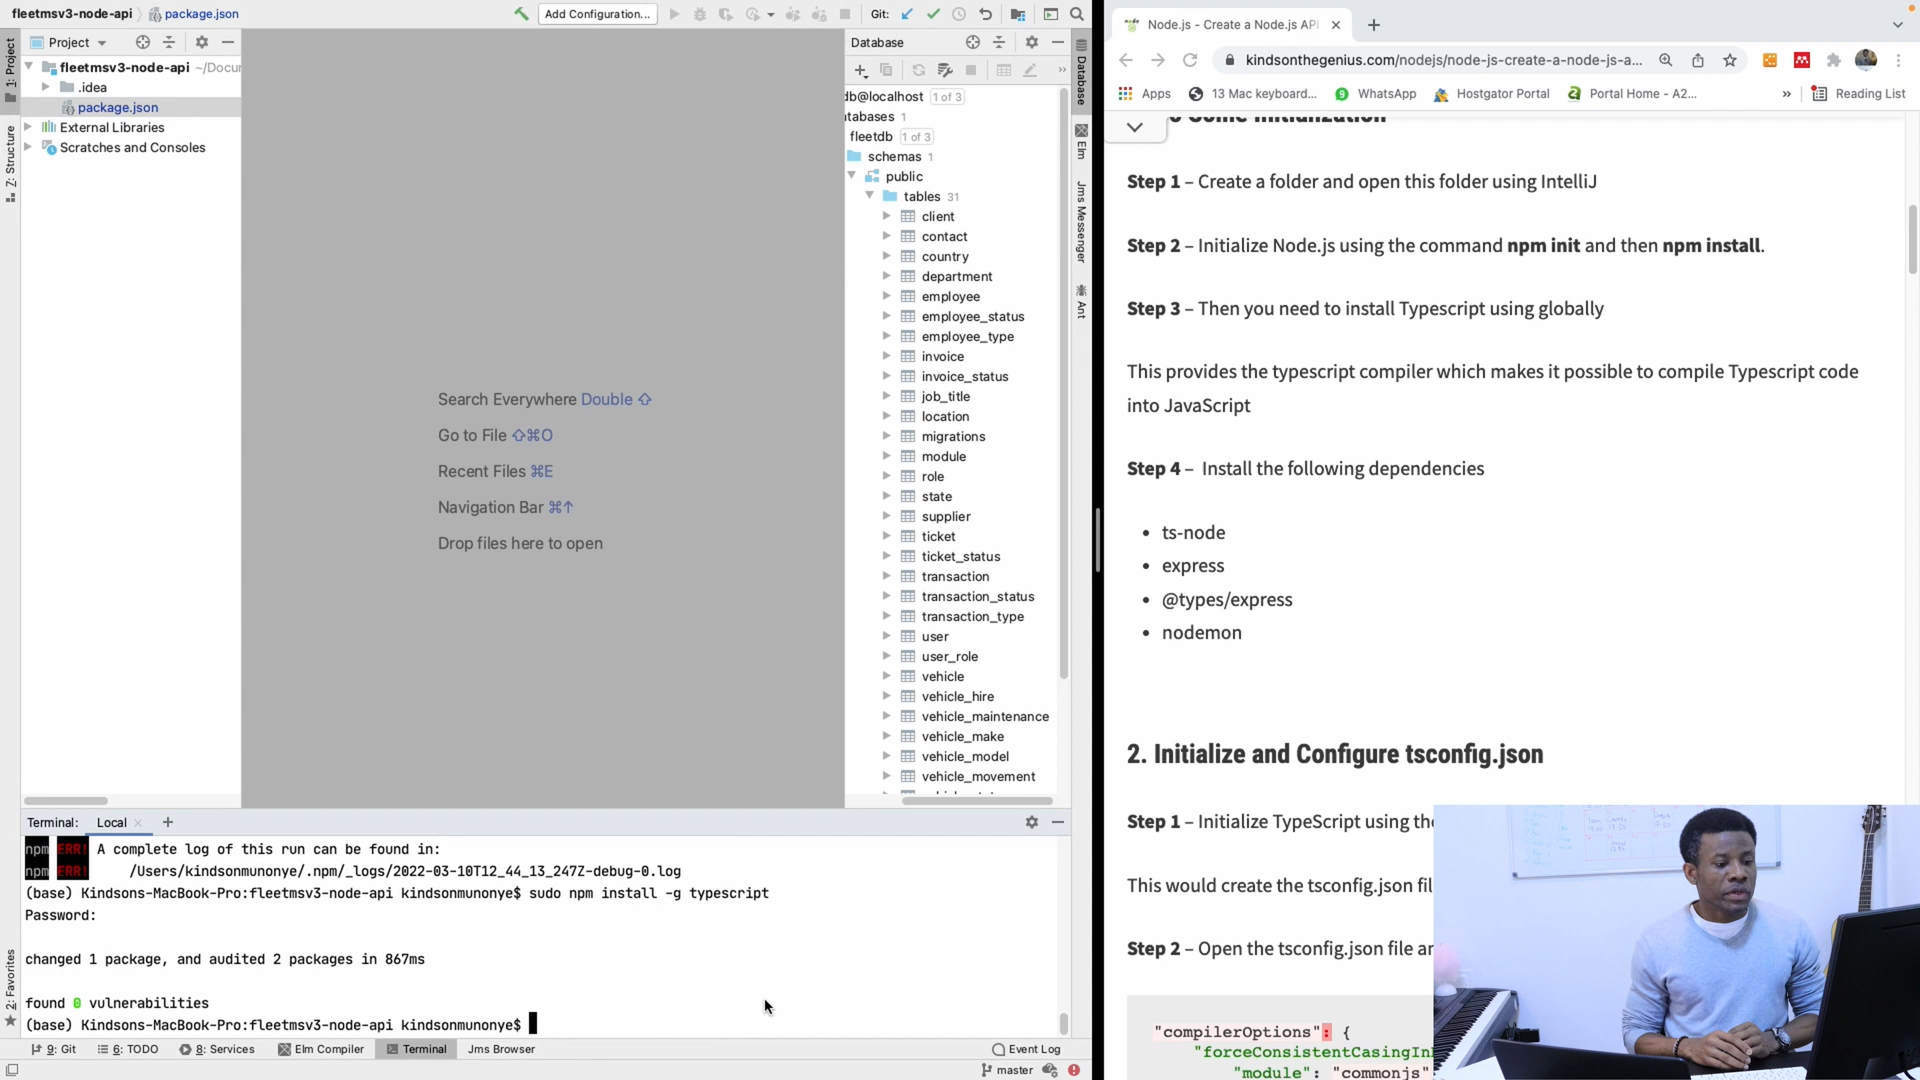 fleetmsv3-node-api
package.json
Add Configuration...
Git:
Project
fleetmsv3-node-api ~/Docu
.idea
package.json
External Libraries
Scratches and Consoles
1: Project
Z: Structure
2: Favorites
Search Everywhere Double ⇧
Go to File ⇧⌘O
Recent Files ⌘E
Navigation Bar ⌘↑
Drop files here to open
Database
db@localhost 1 of 3
tabases 1
fleetdb 1 of 3
schemas 1
public
tables 31
client
contact
country
department
employee
employee_status
employee_type
invoice
invoice_status
job_title
location
migrations
module
role
state
supplier
ticket
ticket_status
transaction
transaction_status
transaction_type
user
user_role
vehicle
vehicle_hire
vehicle_maintenance
vehicle_make
vehicle_model
vehicle_movement
Database
Elm
Jms Messenger
Ant
Terminal: Local
npm ERR! A complete log of this run can be found in:
npm ERR! /Users/kindsonmunonye/.npm/_logs/2022-03-10T12_44_13_247Z-debug-0.log
(base) Kindsons-MacBook-Pro:fleetmsv3-node-api kindsonmunonye$ sudo npm install -g typescript
Password:
changed 1 package, and audited 2 packages in 867ms
found 0 vulnerabilities
(base) Kindsons-MacBook-Pro:fleetmsv3-node-api kindsonmunonye$
9: Git 6: TODO 8: Services Elm Compiler Terminal Jms Browser Event Log
master
Node.js - Create a Node.js API
kindsonthegenius.com/nodejs/node-js-create-a-node-js-a...
Apps 13 Mac keyboard... WhatsApp Hostgator Portal Portal Home - A2... » Reading List
Step 1 – Create a folder and open this folder using IntelliJ
Step 2 – Initialize Node.js using the command npm init and then npm install.
Step 3 – Then you need to install Typescript using globally
This provides the typescript compiler which makes it possible to compile Typescript code
into JavaScript
Step 4 – Install the following dependencies
• ts-node
• express
• @types/express
• nodemon
2. Initialize and Configure tsconfig.json
Step 1 – Initialize TypeScript using the
This would create the tsconfig.json fil
Step 2 – Open the tsconfig.json file an
"compilerOptions": {
"forceConsistentCasingIn
"module": "commonjs"